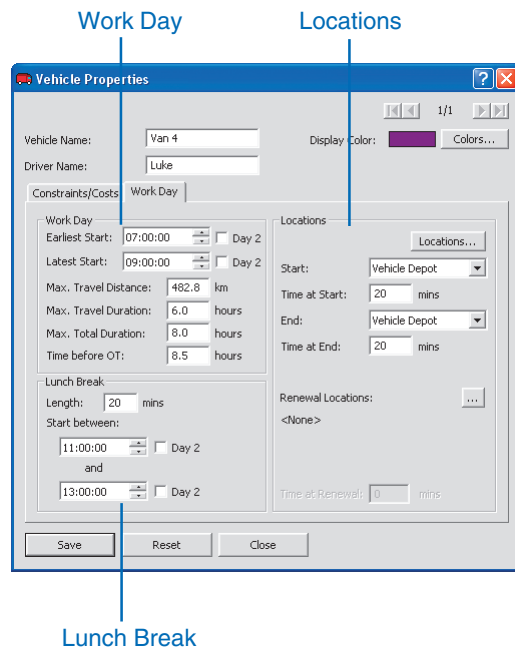 Work Day
Locations
Vehicle Properties
1/1
Vehicle Name: Van 4
Display Color: Colors...
Driver Name: Luke
Constraints/Costs Work Day
Work Day
Earliest Start: 07:00:00 Day 2
Latest Start: 09:00:00 Day 2
Max. Travel Distance: 482.8 km
Max. Travel Duration: 6.0 hours
Max. Total Duration: 8.0 hours
Time before OT: 8.5 hours
Lunch Break
Length: 20 mins
Start between:
11:00:00 Day 2
and
13:00:00 Day 2
Locations
Locations...
Start: Vehicle Depot
Time at Start: 20 mins
End: Vehicle Depot
Time at End: 20 mins
Renewal Locations: ...
<None>
Time at Renewal: 0 mins
Save Reset Close
Lunch Break